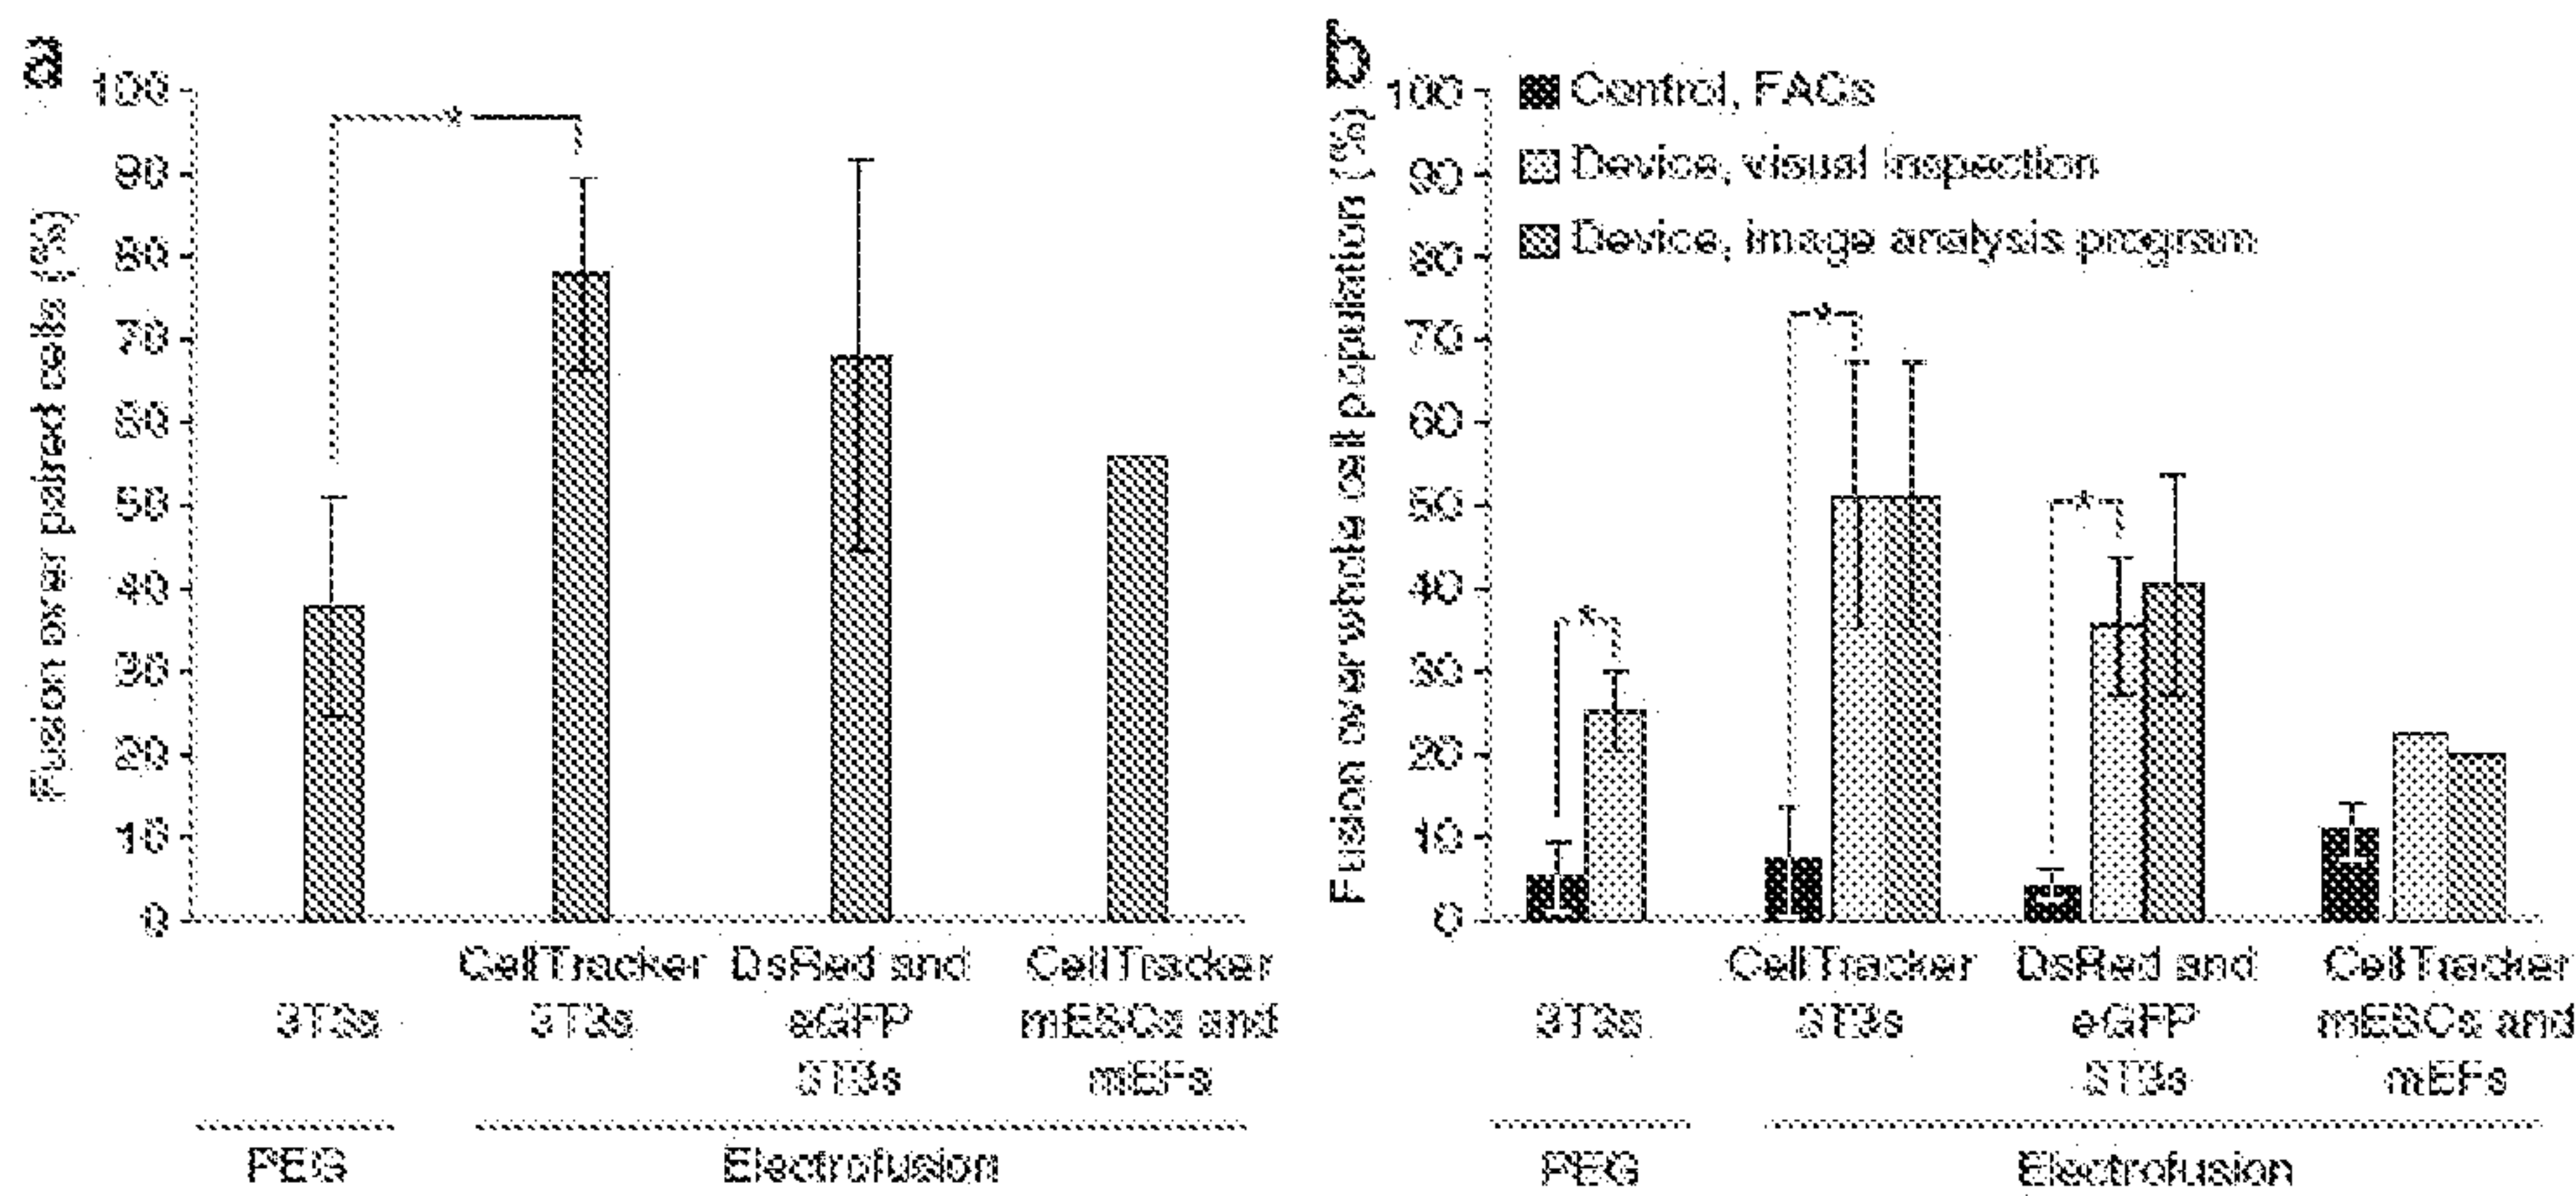 a
Fusion over paired cells (%)
100
90
80
70
60
50
40
30
20
10
0
*
3T3s
CellTracker
3T3s
DsRed and
eGFP
3T3s
CellTracker
mESCs and
mEFs
PEG
Electrofusion
b
Fusion over whole cell population (%)
100
90
80
70
60
50
40
30
20
10
0
Control, FACs
Device, visual inspection
Device, image analysis program
*
*
*
3T3s
CellTracker
3T3s
DsRed and
eGFP
3T3s
CellTracker
mESCs and
mEFs
PEG
Electrofusion